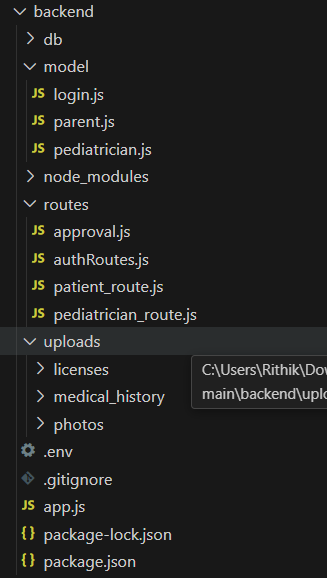 backend
db
model
JS login.js
JS parent.js
JS pediatrician.js
node_modules
routes
JS approval.js
JS authRoutes.js
JS patient_route.js
JS pediatrician_route.js
uploads
licenses
C:\Users\Rithik\Dow
medical_history
main\backend\uplo
photos
.env
.gitignore
JS app.js
{} package-lock.json
{} package.json